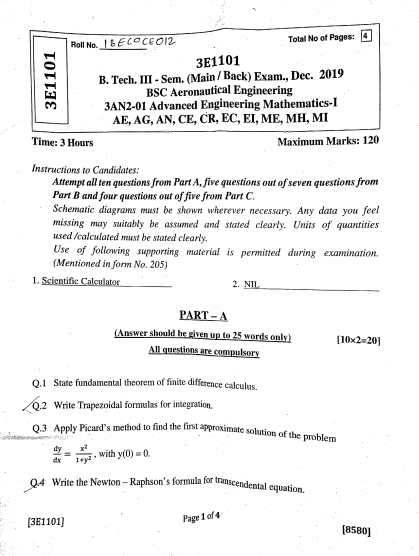 Roll No. 18ECOCE012
Total No of Pages: 4
3E1101
3E1101
B. Tech. III - Sem. (Main / Back) Exam., Dec. 2019
BSC Aeronautical Engineering
3AN2-01 Advanced Engineering Mathematics-I
AE, AG, AN, CE, CR, EC, EI, ME, MH, MI
Time: 3 Hours
Maximum Marks: 120
Instructions to Candidates:
Attempt all ten questions from Part A, five questions out of seven questions from
Part B and four questions out of five from Part C.
Schematic diagrams must be shown wherever necessary. Any data you feel
missing may suitably be assumed and stated clearly. Units of quantities
used /calculated must be stated clearly.
Use of following supporting material is permitted during examination.
(Mentioned in form No. 205)
1. Scientific Calculator
2. NIL
PART – A
(Answer should be given up to 25 words only)
[10×2=20]
All questions are compulsory
Q.1 State fundamental theorem of finite difference calculus.
Q.2 Write Trapezoidal formulas for integration.
Q.3 Apply Picard's method to find the first approximate solution of the problem
dy/dx = x²/1+y², with y(0) = 0.
Q.4 Write the Newton – Raphson's formula for transcendental equation.
[3E1101]
Page 1 of 4
[8580]